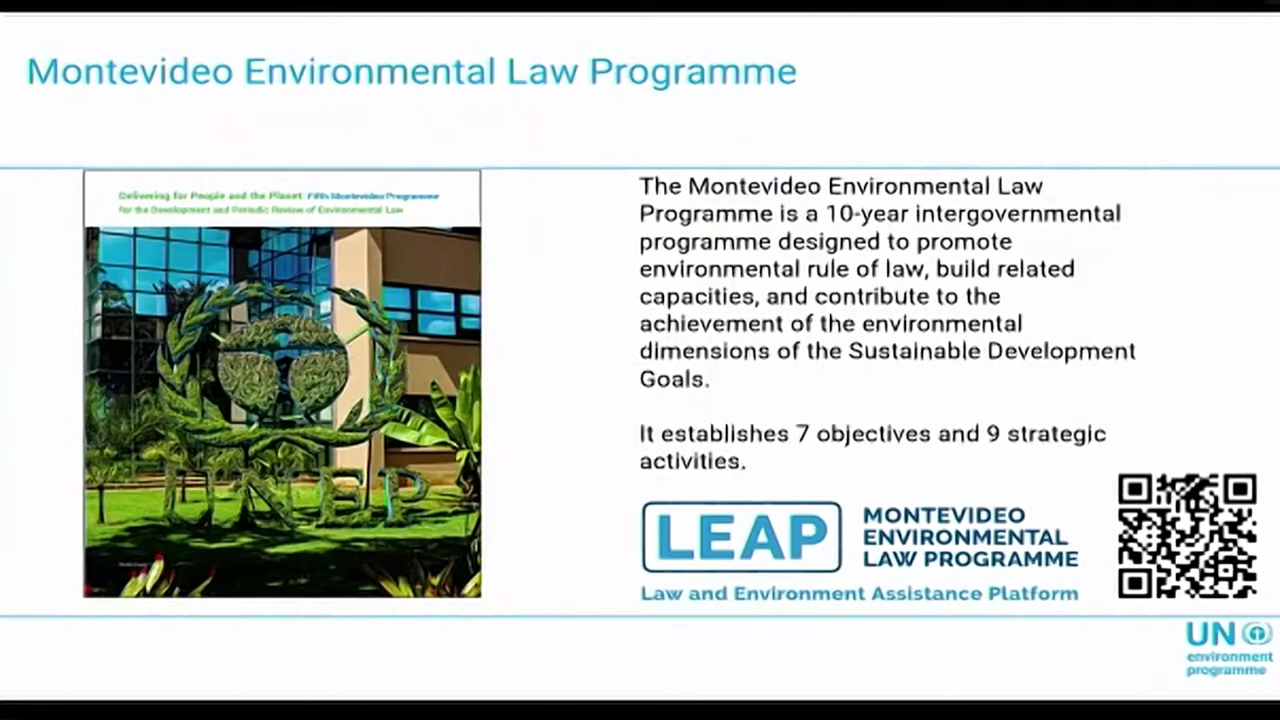 Montevideo Environmental Law Programme
Delivering for People and the Planet: Fifth Montevideo Programme
for the Development and Periodic Review of Environmental Law
UNEP
The Montevideo Environmental Law
Programme is a 10-year intergovernmental
programme designed to promote
environmental rule of law, build related
capacities, and contribute to the
achievement of the environmental
dimensions of the Sustainable Development
Goals.
It establishes 7 objectives and 9 strategic
activities.
LEAP
MONTEVIDEO
ENVIRONMENTAL
LAW PROGRAMME
Law and Environment Assistance Platform
UN
environment
programme